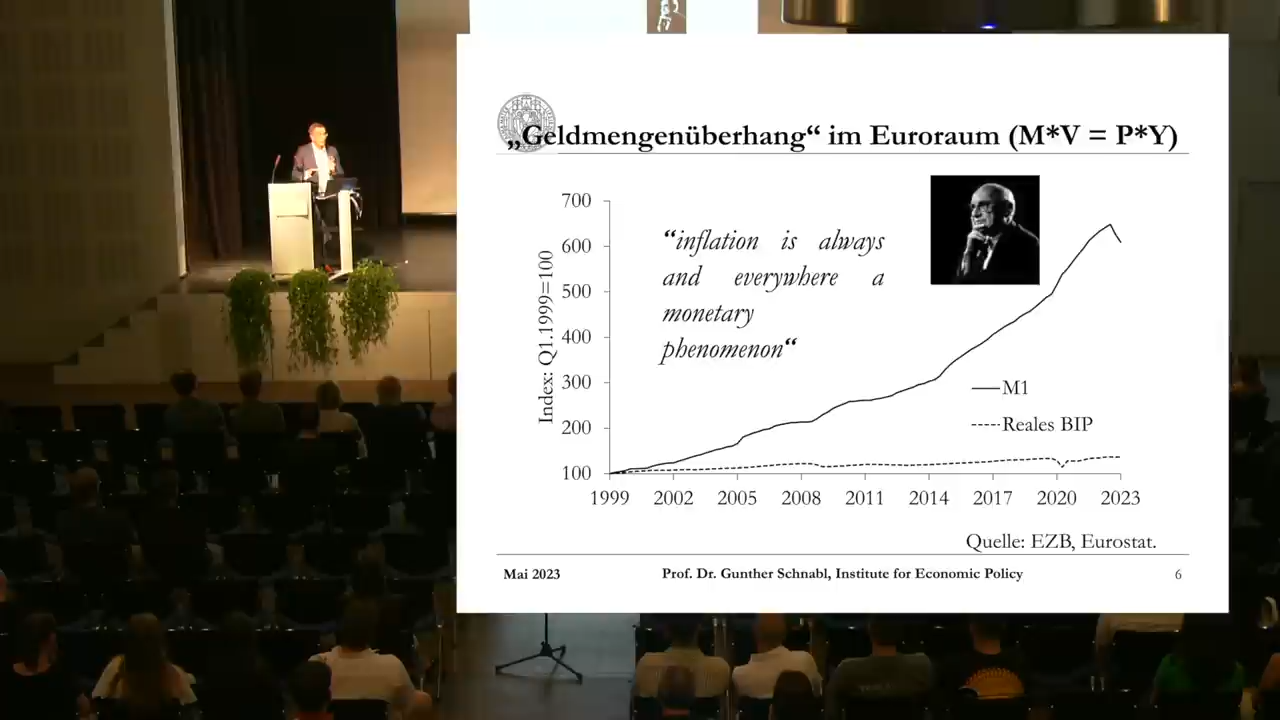 „Geldmengenüberhang“ im Euroraum (M*V = P*Y)
700
600
500
400
300
200
100
Index: Q1.1999=100
“inflation is always
and everywhere a
monetary
phenomenon“
M1
Reales BIP
1999 2002 2005 2008 2011 2014 2017 2020 2023
Quelle: EZB, Eurostat.
Mai 2023 Prof. Dr. Gunther Schnabl, Institute for Economic Policy 6